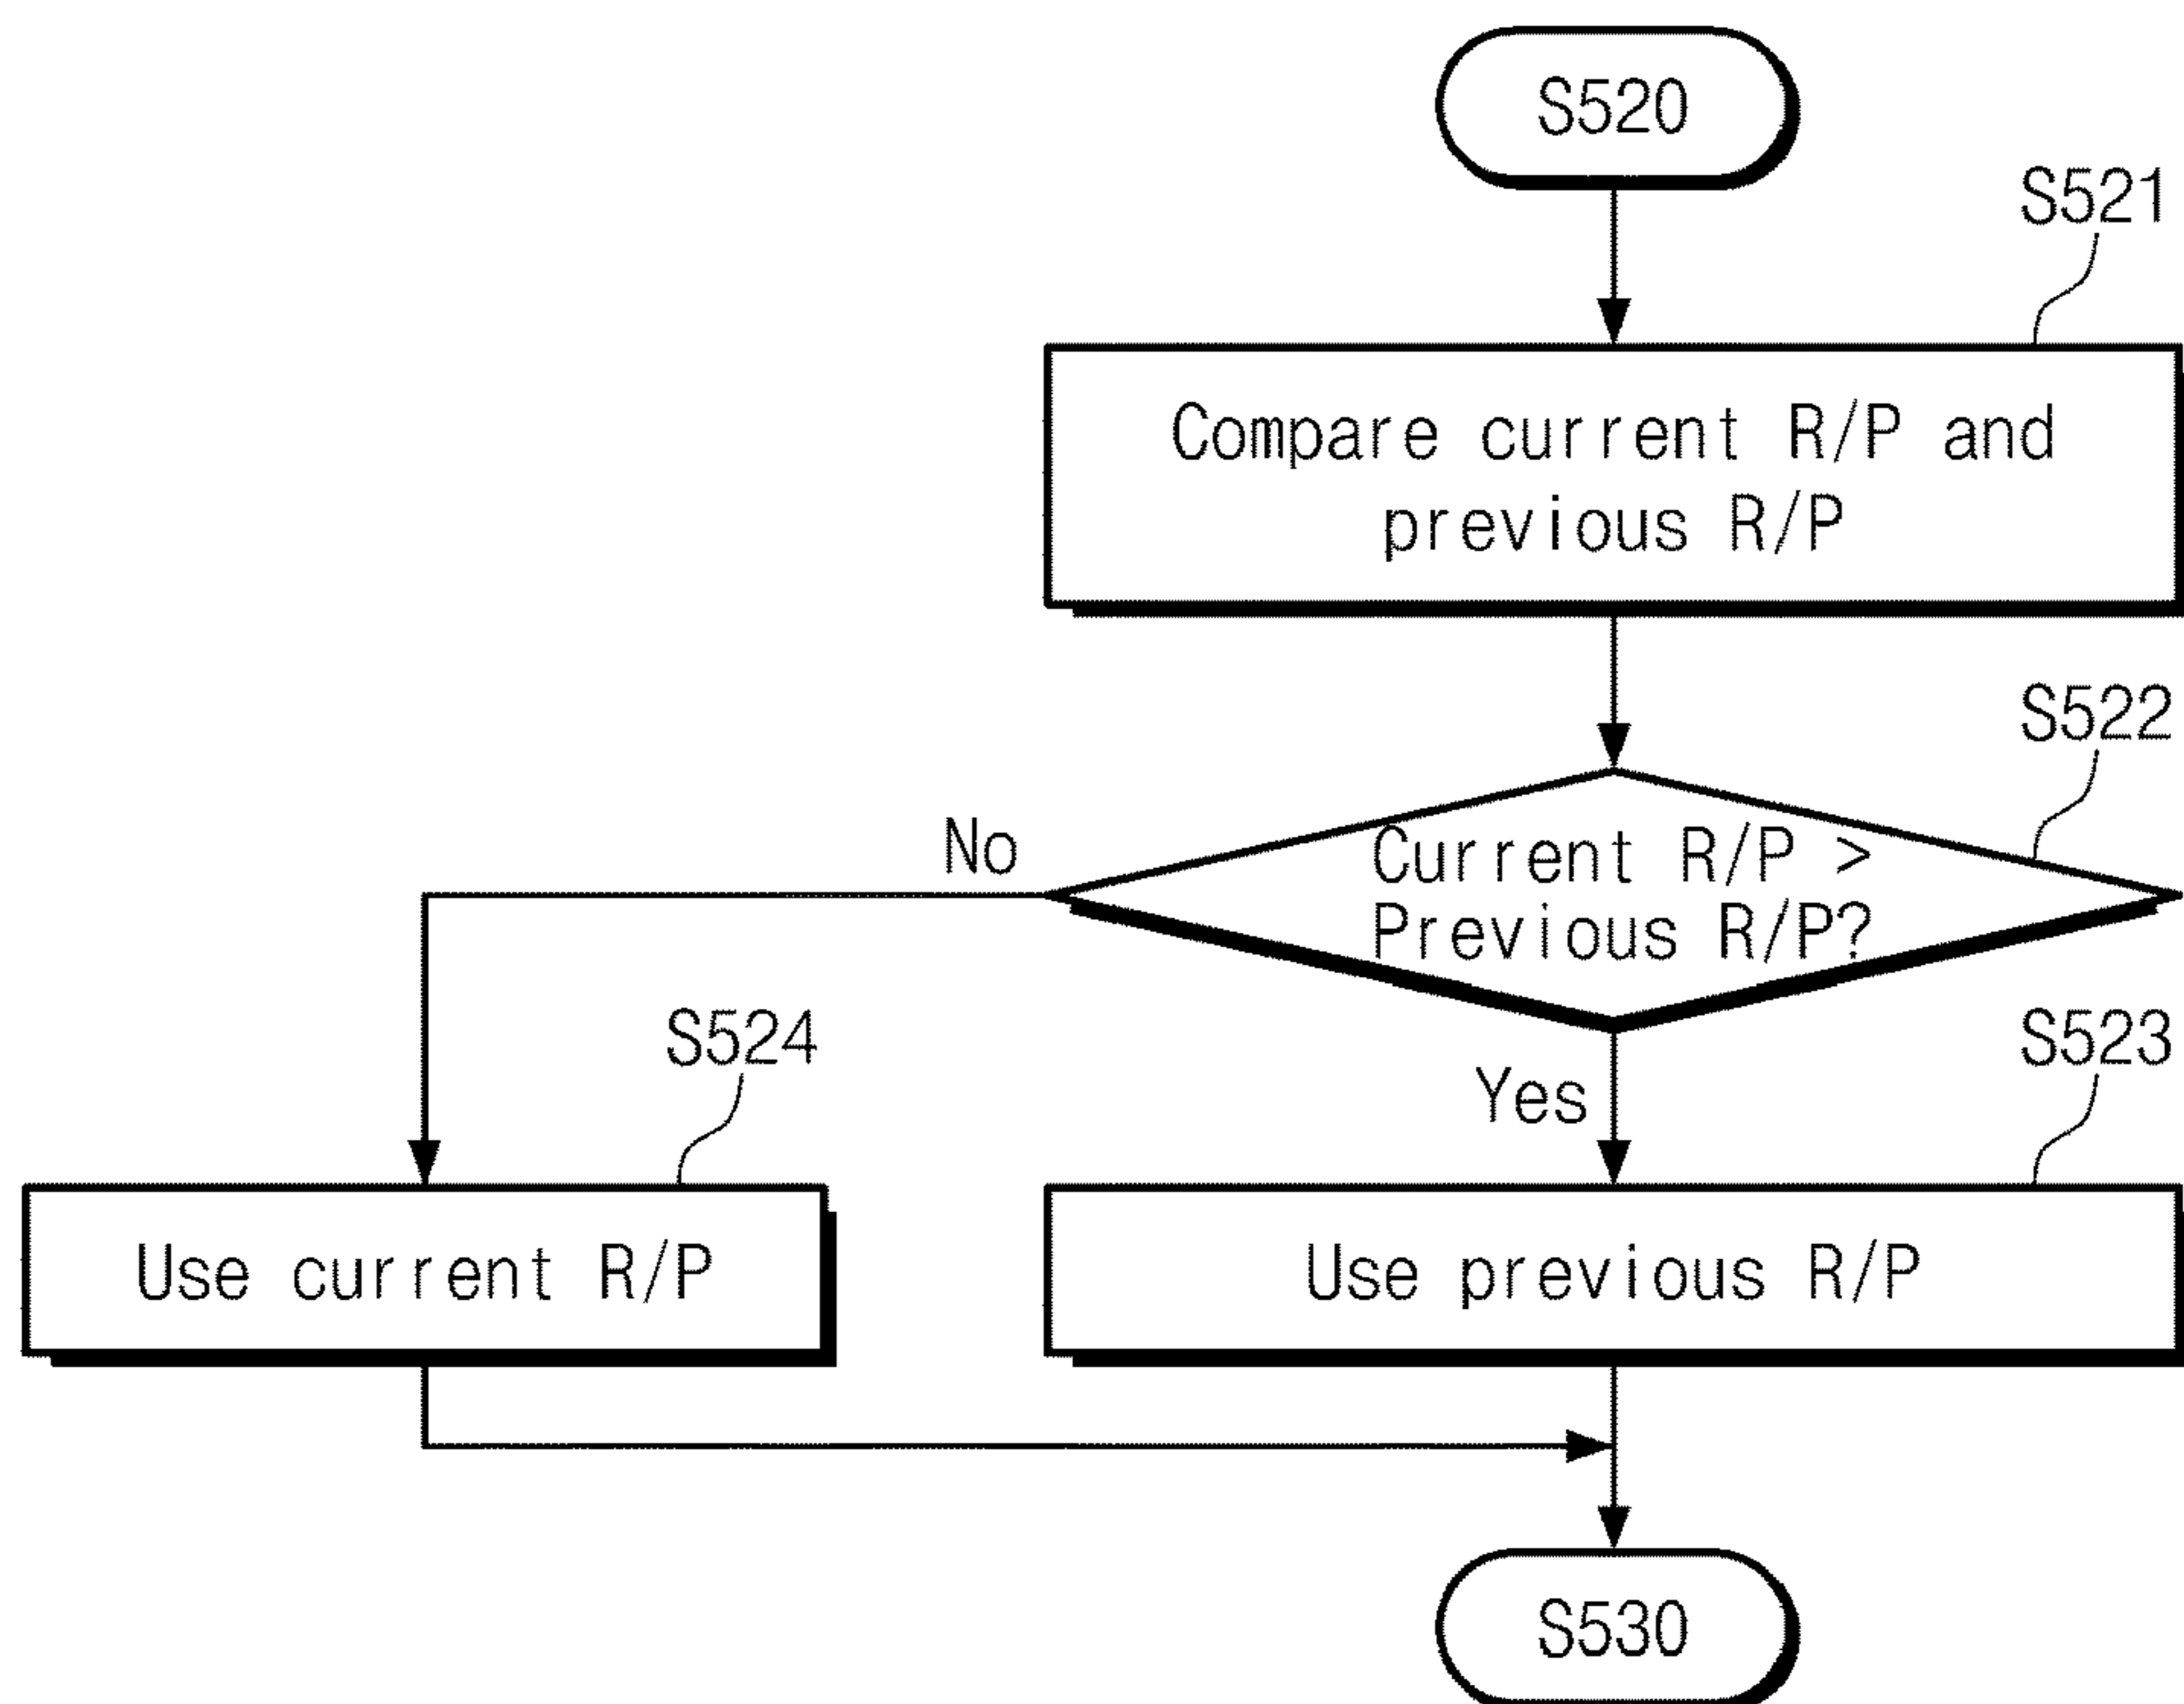 S520
S521
Compare current R/P and
previous R/P
S522
No
Current R/P >
Previous R/P?
S524
S523
Yes
Use current R/P
Use previous R/P
S530